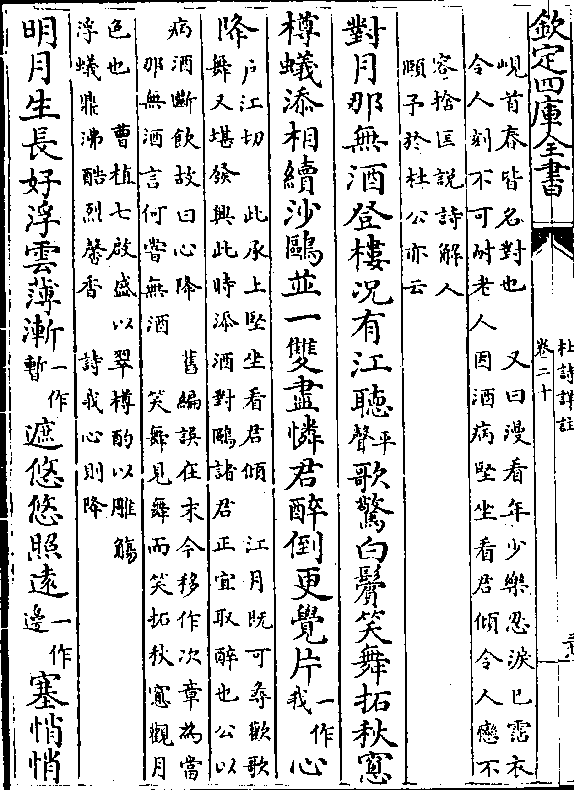 欽定四庫全書
杜詩詳註
卷二十
峴首春皆名對也 又曰漫看年少樂忍淚已霑衣
令人刻不可耐老人因酒病堅坐看君傾令人戀不
容捨匡說詩解人
頤予於杜公亦云
對月那無酒登樓况有江聽平聲歌驚白鬢笑舞拓秋窻
樽蟻添相續沙鷗並一雙盡憐君醉倒更覺片一作我心
降戶江切 此承上堅坐看君傾 江月既可尋歡歌
舞又堪發興此時添酒對鷗諸君正宜取醉也公以
病酒斷飲故曰心降 舊編誤在末今移作次章為當
那無酒言何嘗無酒 笑舞見舞而笑拓秋窻觀月
色也 曹植七啟盛以翠樽酌以雕觴
浮蟻鼎沸酷烈馨香 詩我心則降
明月生長好浮雲薄漸一作暫遮悠悠照遠一作邊塞悄悄